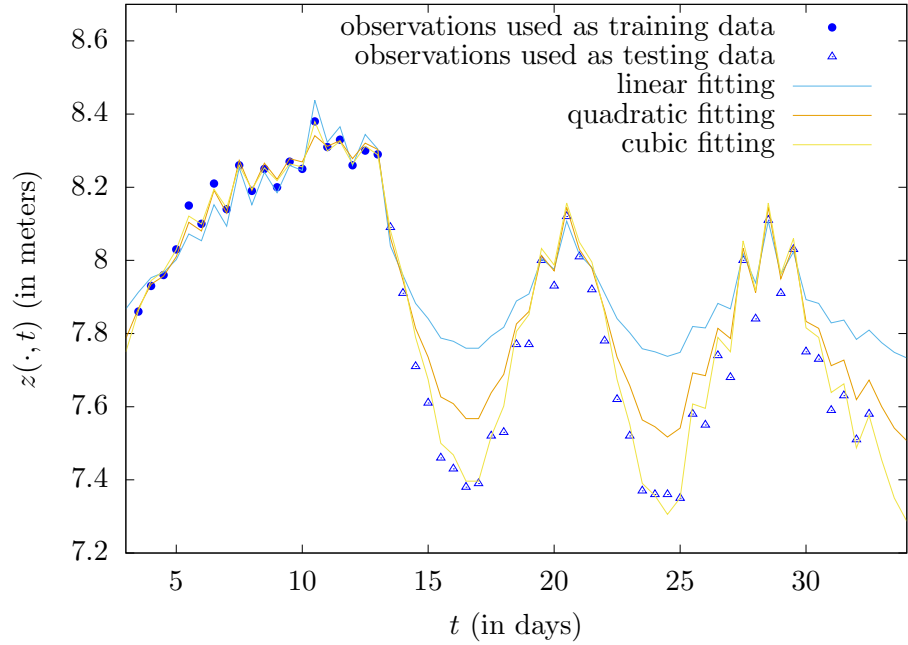 8.6
8.4
8.2
8
7.8
7.6
7.4
7.2
z(·, t) (in meters)
observations used as training data
observations used as testing data
linear fitting
quadratic fitting
cubic fitting
5 10 15 20 25 30
t (in days)